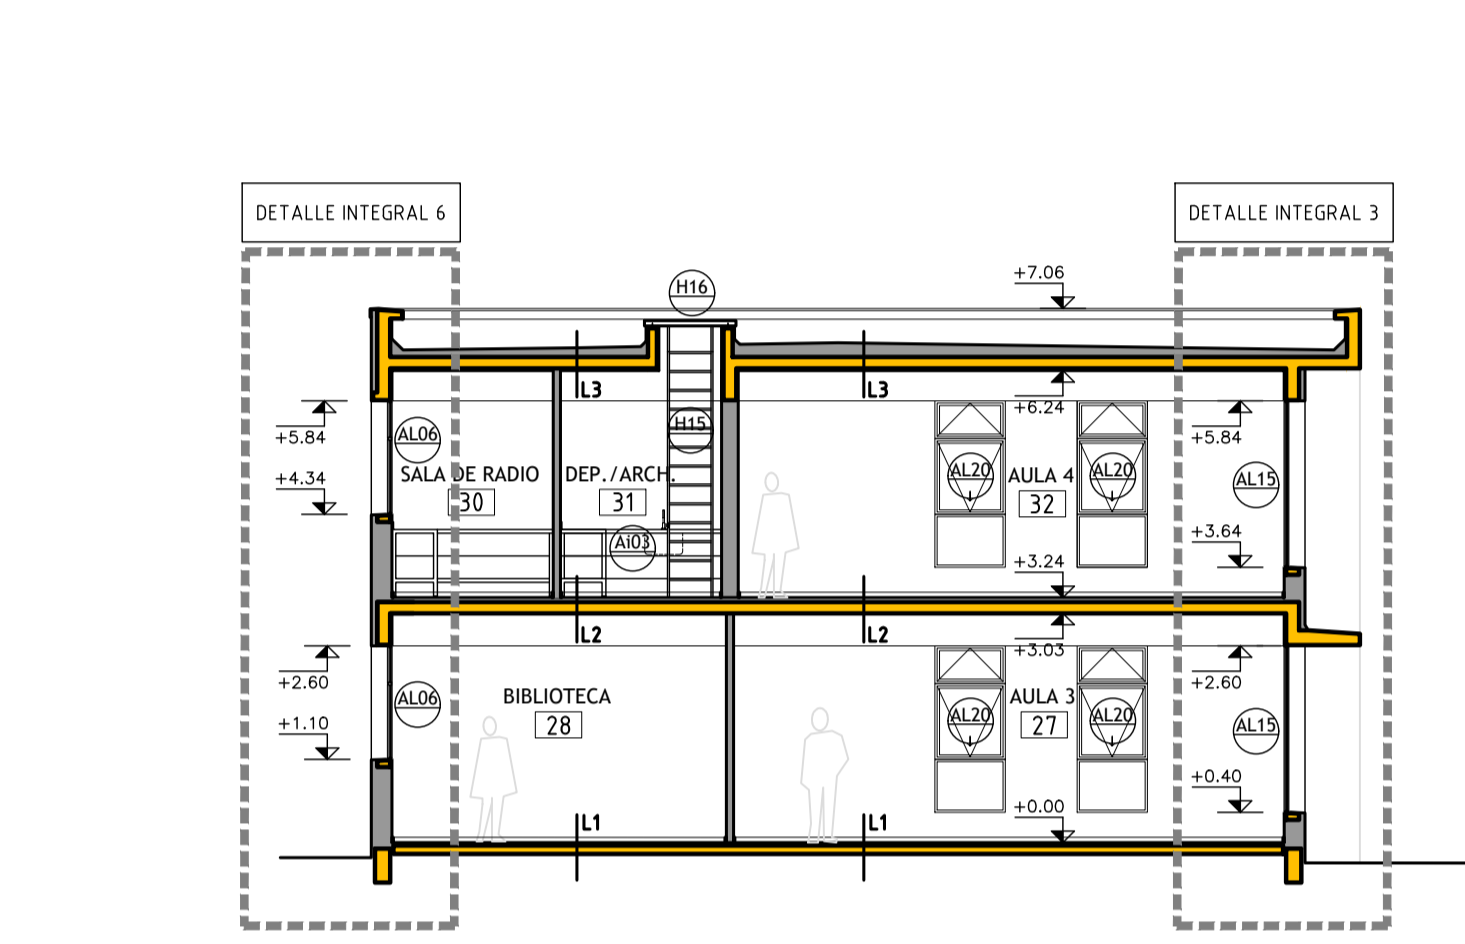 DETALLE INTEGRAL 6
DETALLE INTEGRAL 3
+7.06
H16
L3
L3
+6.24
+5.84
+5.84
AL06
H15
+4.34
SALA DE RADIO
30
DEP./ARCH.
31
AL20
AULA 4
32
AL20
AL15
Ai03
+3.64
+3.24
L2
L2
+3.03
+2.60
+2.60
AL06
BIBLIOTECA
28
AL20
AULA 3
27
AL20
AL15
+1.10
+0.40
+0.00
L1
L1